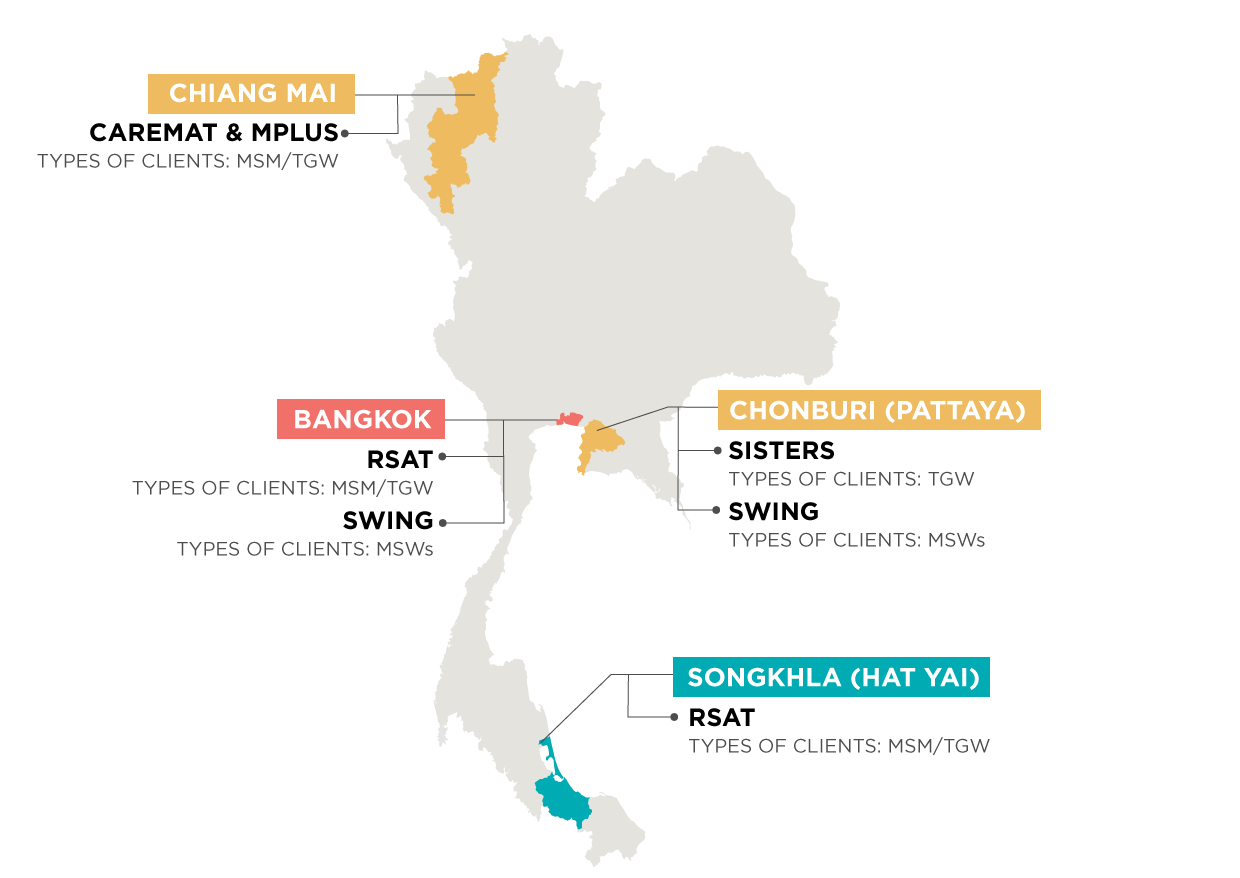 CHIANG MAI
CAREMAT & MPLUS
TYPES OF CLIENTS: MSM/TGW
BANGKOK
RSAT
TYPES OF CLIENTS: MSM/TGW
SWING
TYPES OF CLIENTS: MSWs
CHONBURI (PATTAYA)
SISTERS
TYPES OF CLIENTS: TGW
SWING
TYPES OF CLIENTS: MSWs
SONGKHLA (HAT YAI)
RSAT
TYPES OF CLIENTS: MSM/TGW